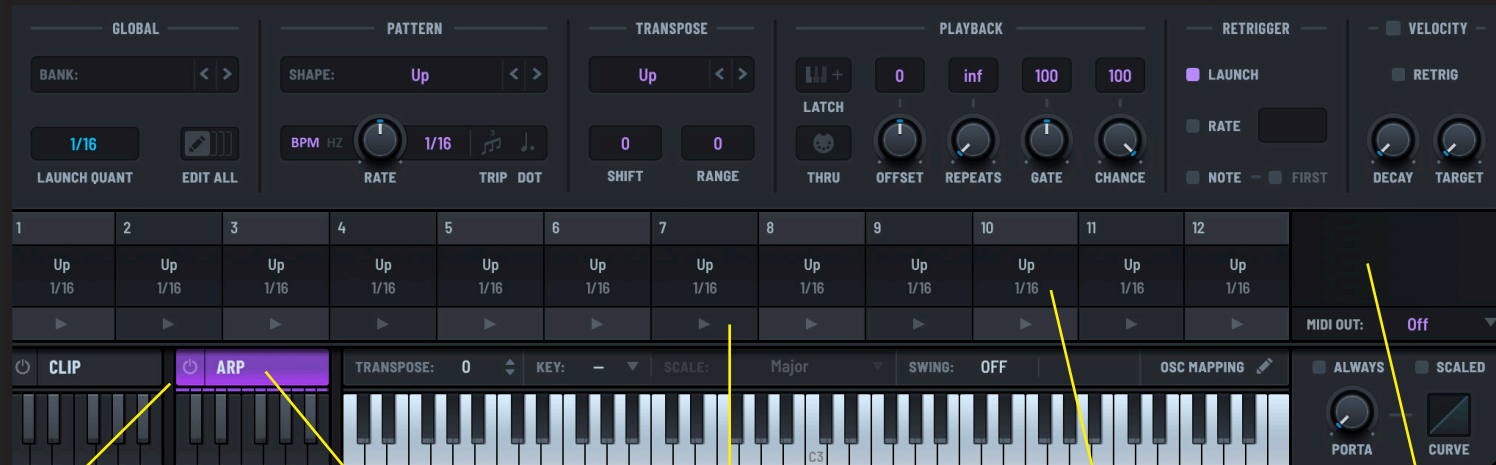 GLOBAL PATTERN TRANSPOSE PLAYBACK RETRIGGER VELOCITY
BANK: < > SHAPE: Up < > Up < > + 0 inf 100 100 LAUNCH RETRIG
LATCH
1/16 BPM HZ 1/16 3 0 0 RATE
LAUNCH QUANT EDIT ALL RATE TRIP DOT SHIFT RANGE THRU OFFSET REPEATS GATE CHANCE NOTE FIRST DECAY TARGET
1 2 3 4 5 6 7 8 9 10 11 12
Up Up Up Up Up Up Up Up Up Up Up Up
1/16 1/16 1/16 1/16 1/16 1/16 1/16 1/16 1/16 1/16 1/16 1/16
MIDI OUT: Off
CLIP ARP TRANSPOSE: 0 KEY: – SCALE: Major SWING: OFF OSC MAPPING ALWAYS SCALED
C3 PORTA CURVE